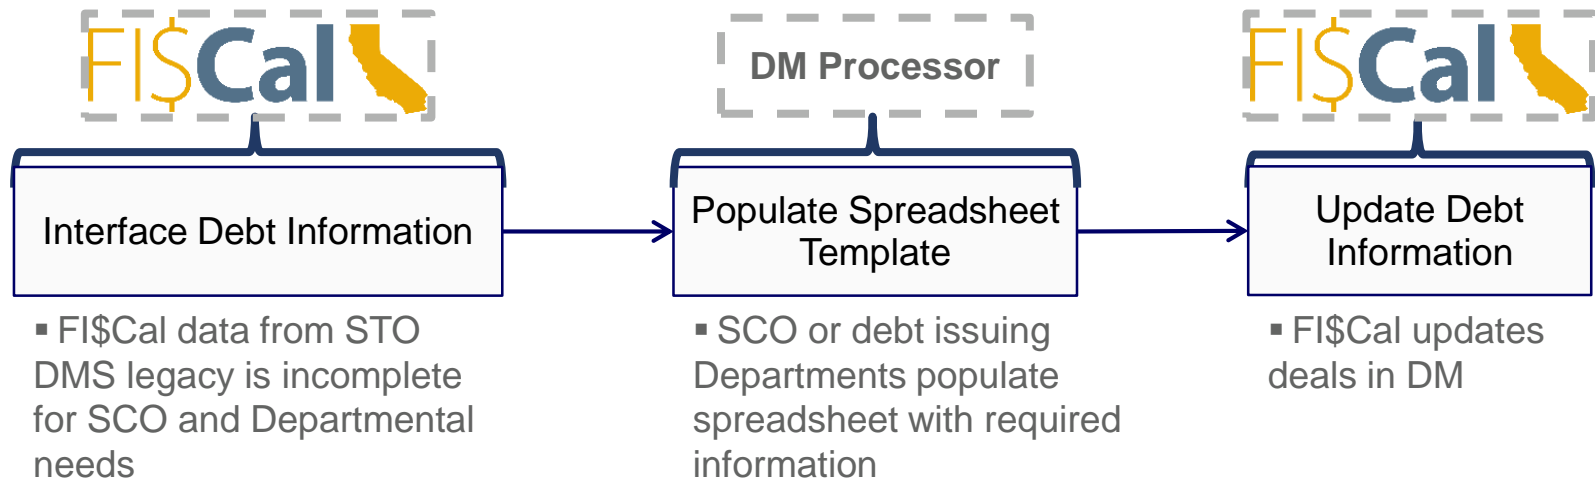 FI$Cal
DM Processor
FI$Cal
Interface Debt Information
Populate Spreadsheet
Template
Update Debt
Information
▪ FI$Cal data from STO
DMS legacy is incomplete
for SCO and Departmental
needs
▪ SCO or debt issuing
Departments populate
spreadsheet with required
information
▪ FI$Cal updates
deals in DM